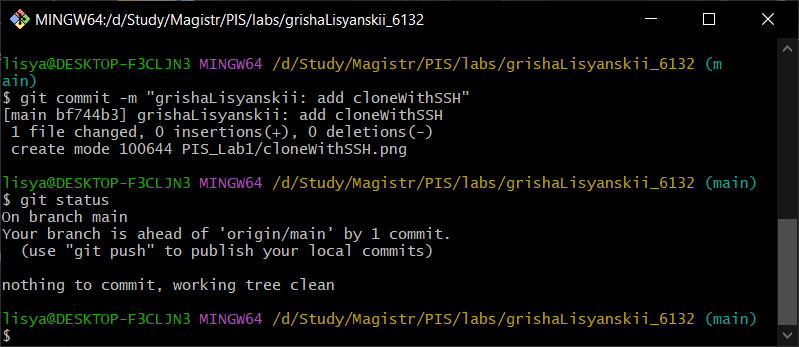 MINGW64:/d/Study/Magistr/PIS/labs/grishaLisyanskii_6132
lisya@DESKTOP-F3CLJN3 MINGW64 /d/Study/Magistr/PIS/labs/grishaLisyanskii_6132 (m
ain)
$ git commit -m "grishaLisyanskii: add cloneWithSSH"
[main bf744b3] grishaLisyanskii: add cloneWithSSH
 1 file changed, 0 insertions(+), 0 deletions(-)
 create mode 100644 PIS_Lab1/cloneWithSSH.png
lisya@DESKTOP-F3CLJN3 MINGW64 /d/Study/Magistr/PIS/labs/grishaLisyanskii_6132 (main)
$ git status
On branch main
Your branch is ahead of 'origin/main' by 1 commit.
  (use "git push" to publish your local commits)
nothing to commit, working tree clean
lisya@DESKTOP-F3CLJN3 MINGW64 /d/Study/Magistr/PIS/labs/grishaLisyanskii_6132 (main)
$